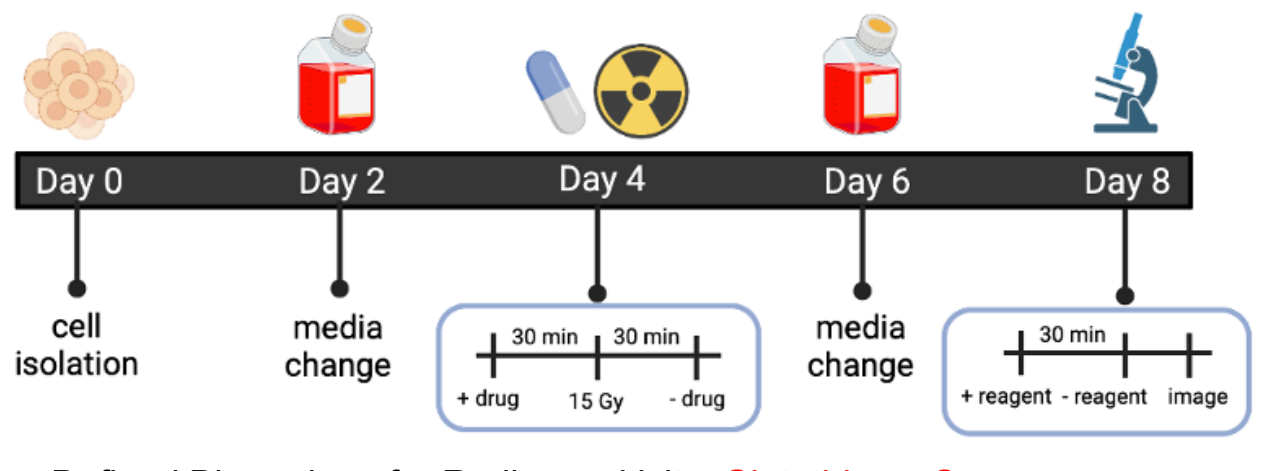 Day 0 Day 2 Day 4 Day 6 Day 8
cell
isolation
media
change
30 min 30 min
+ drug 15 Gy - drug
media
change
30 min
+ reagent - reagent image